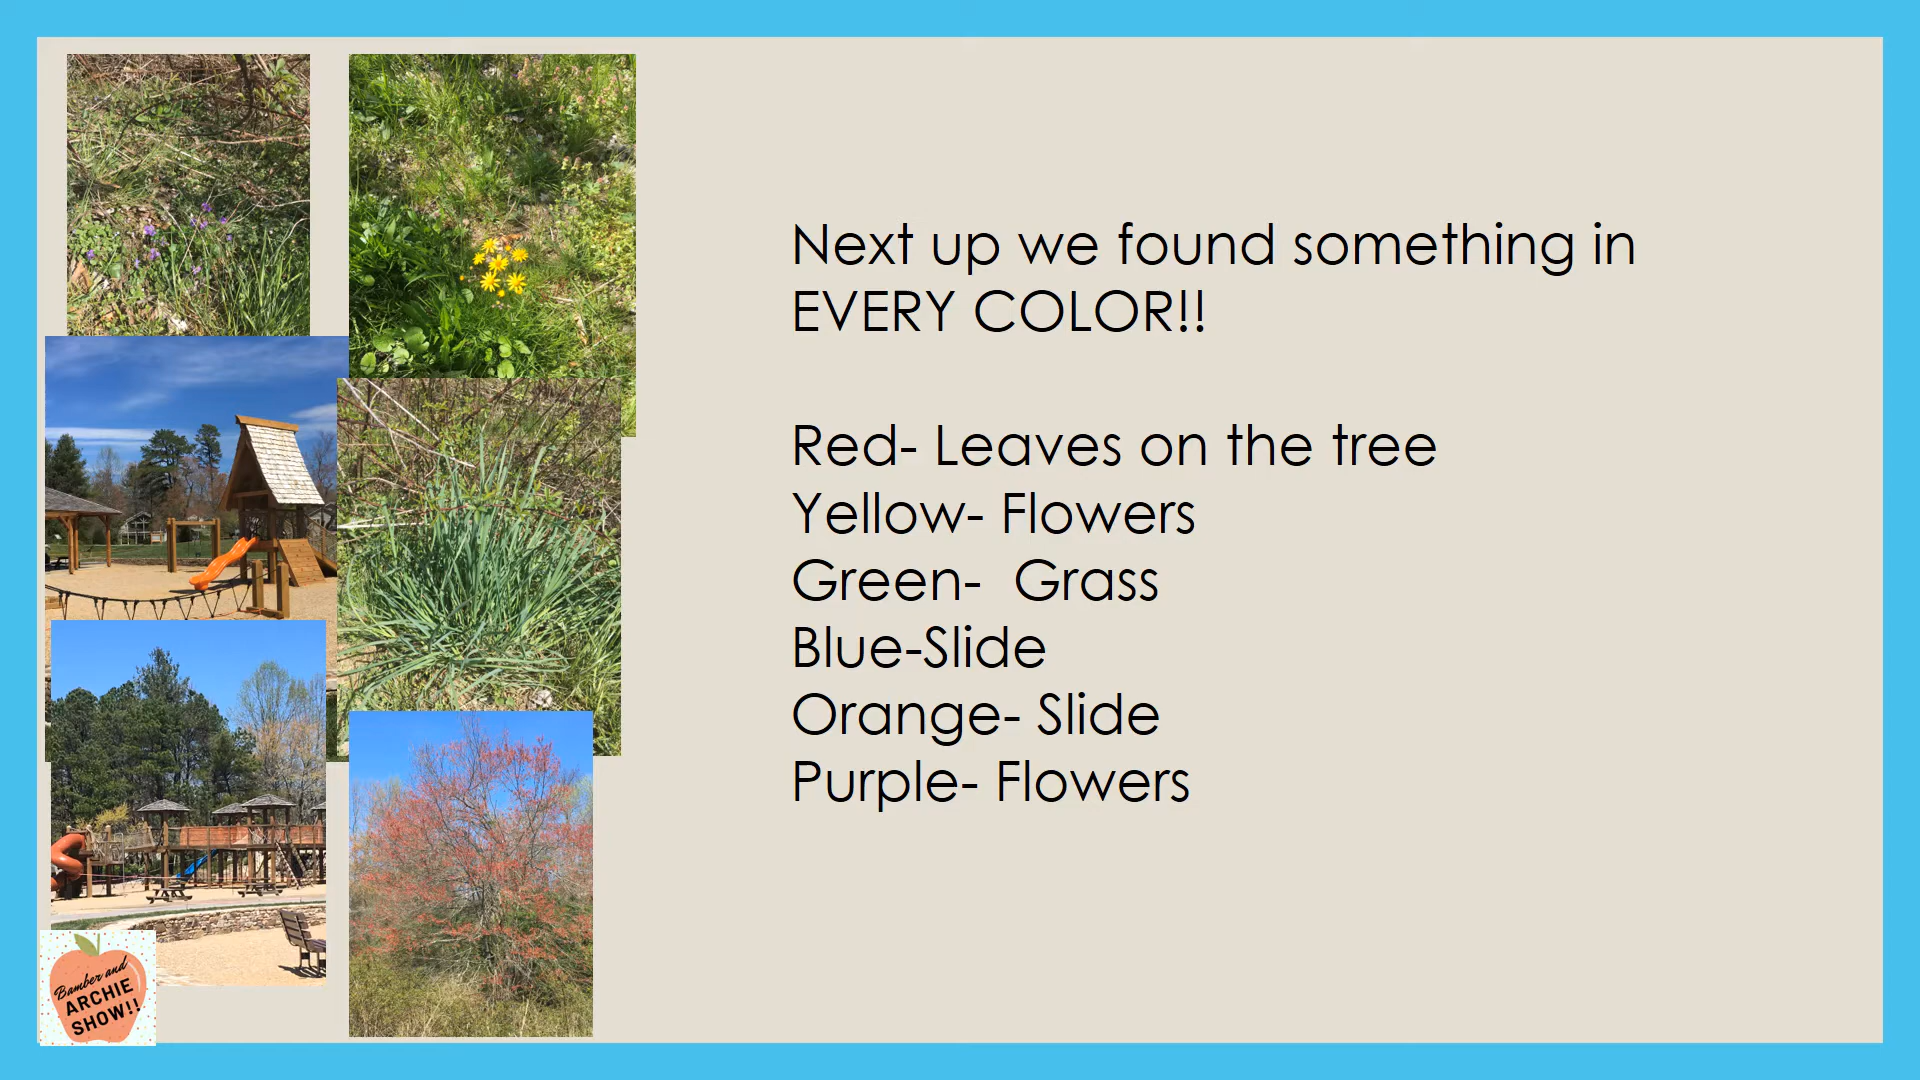 Next up we found something in
EVERY COLOR!!
Red- Leaves on the tree
Yellow- Flowers
Green-  Grass
Blue-Slide
Orange- Slide
Purple- Flowers
Bamber and
ARCHIE
SHOW!!